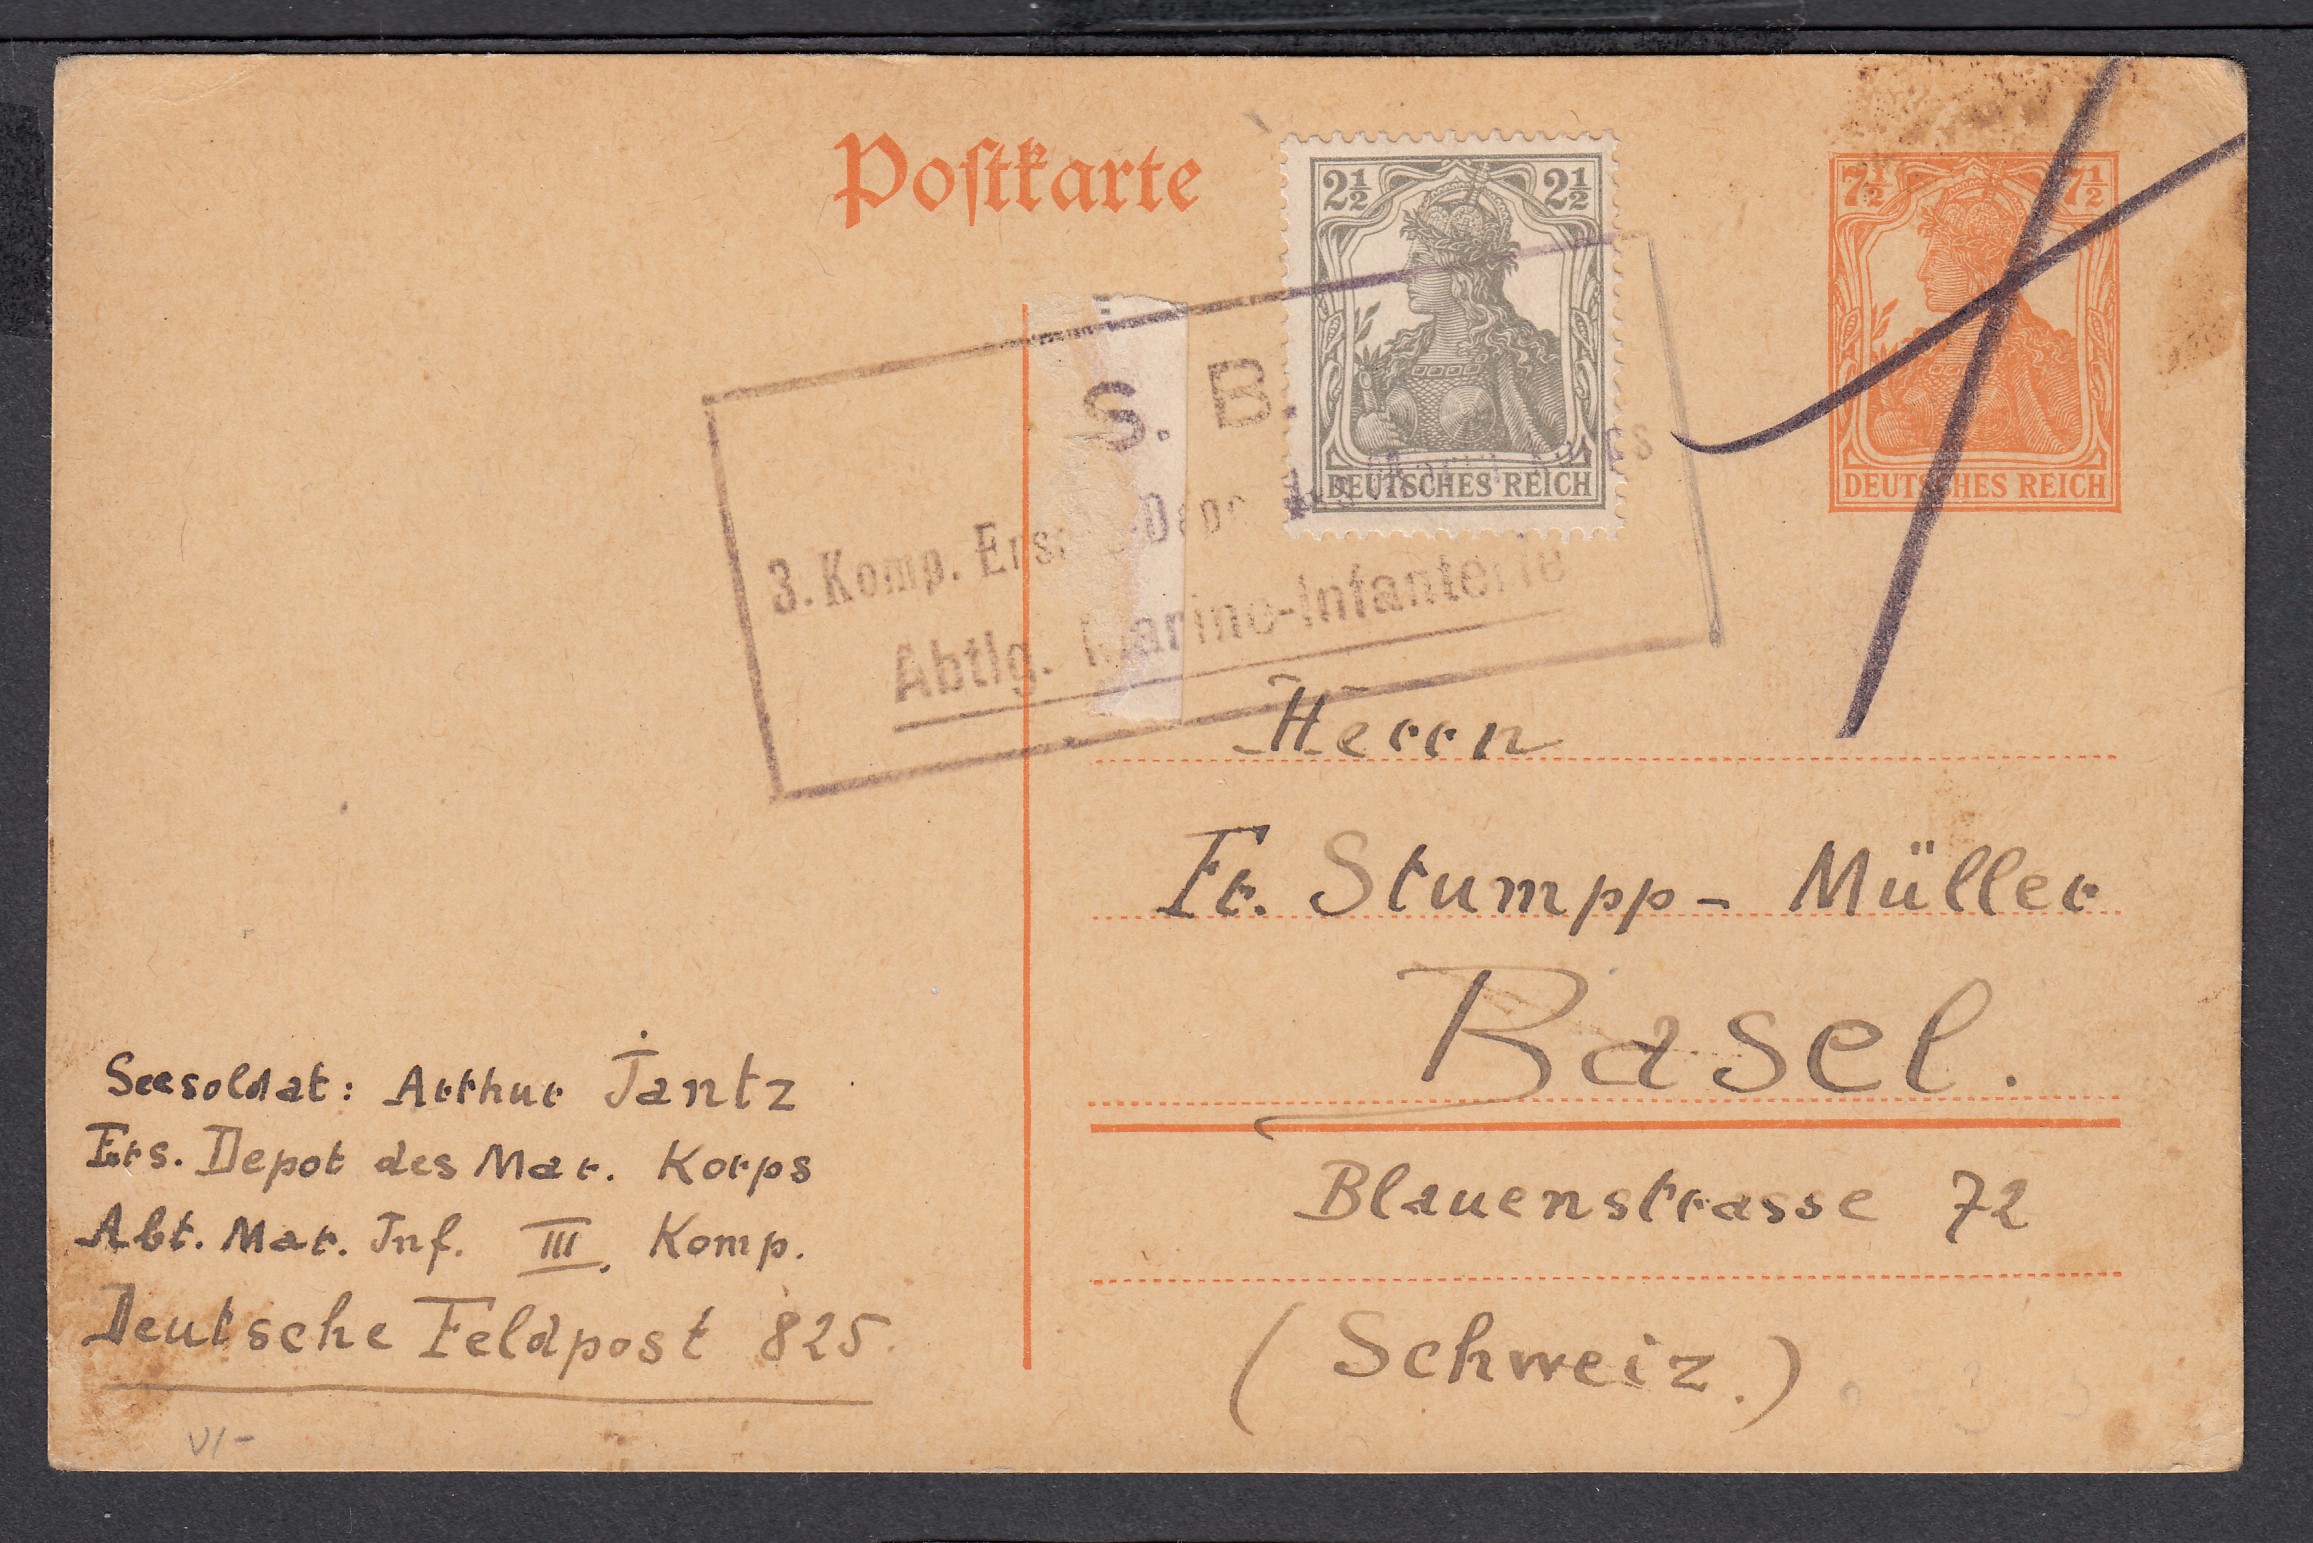 Postkarte
2½ 2½
DEUTSCHES REICH
7½ 7½
DEUTSCHES REICH
S. B.
3. Komp.
Abtlg. Marine-Infanterie
Herrn
Fr. Stumpp - Müller
Basel.
Blauenstrasse 72
(Schweiz.)
Seesoldat: Arthur Jantz
Ers. Depot des Mar. Korps
Abt. Mar. Inf. III. Komp.
Deutsche Feldpost 825.